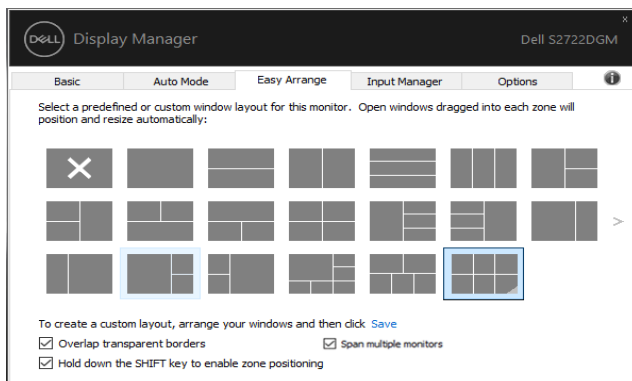 x
DELL Display Manager Dell S2722DGM
Basic Auto Mode Easy Arrange Input Manager Options i
Select a predefined or custom window layout for this monitor. Open windows dragged into each zone will
position and resize automatically:
>
To create a custom layout, arrange your windows and then click Save
Overlap transparent borders Span multiple monitors
Hold down the SHIFT key to enable zone positioning